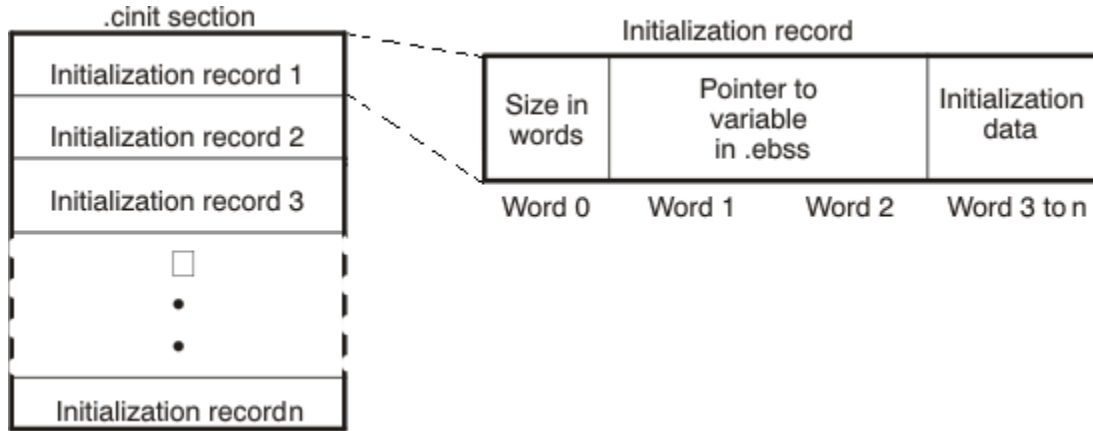 .cinit section
Initialization record 1
Initialization record 2
Initialization record 3
Initialization recordn
Initialization record
Size in
words
Pointer to
variable
in .ebss
Initialization
data
Word 0
Word 1
Word 2
Word 3 to n